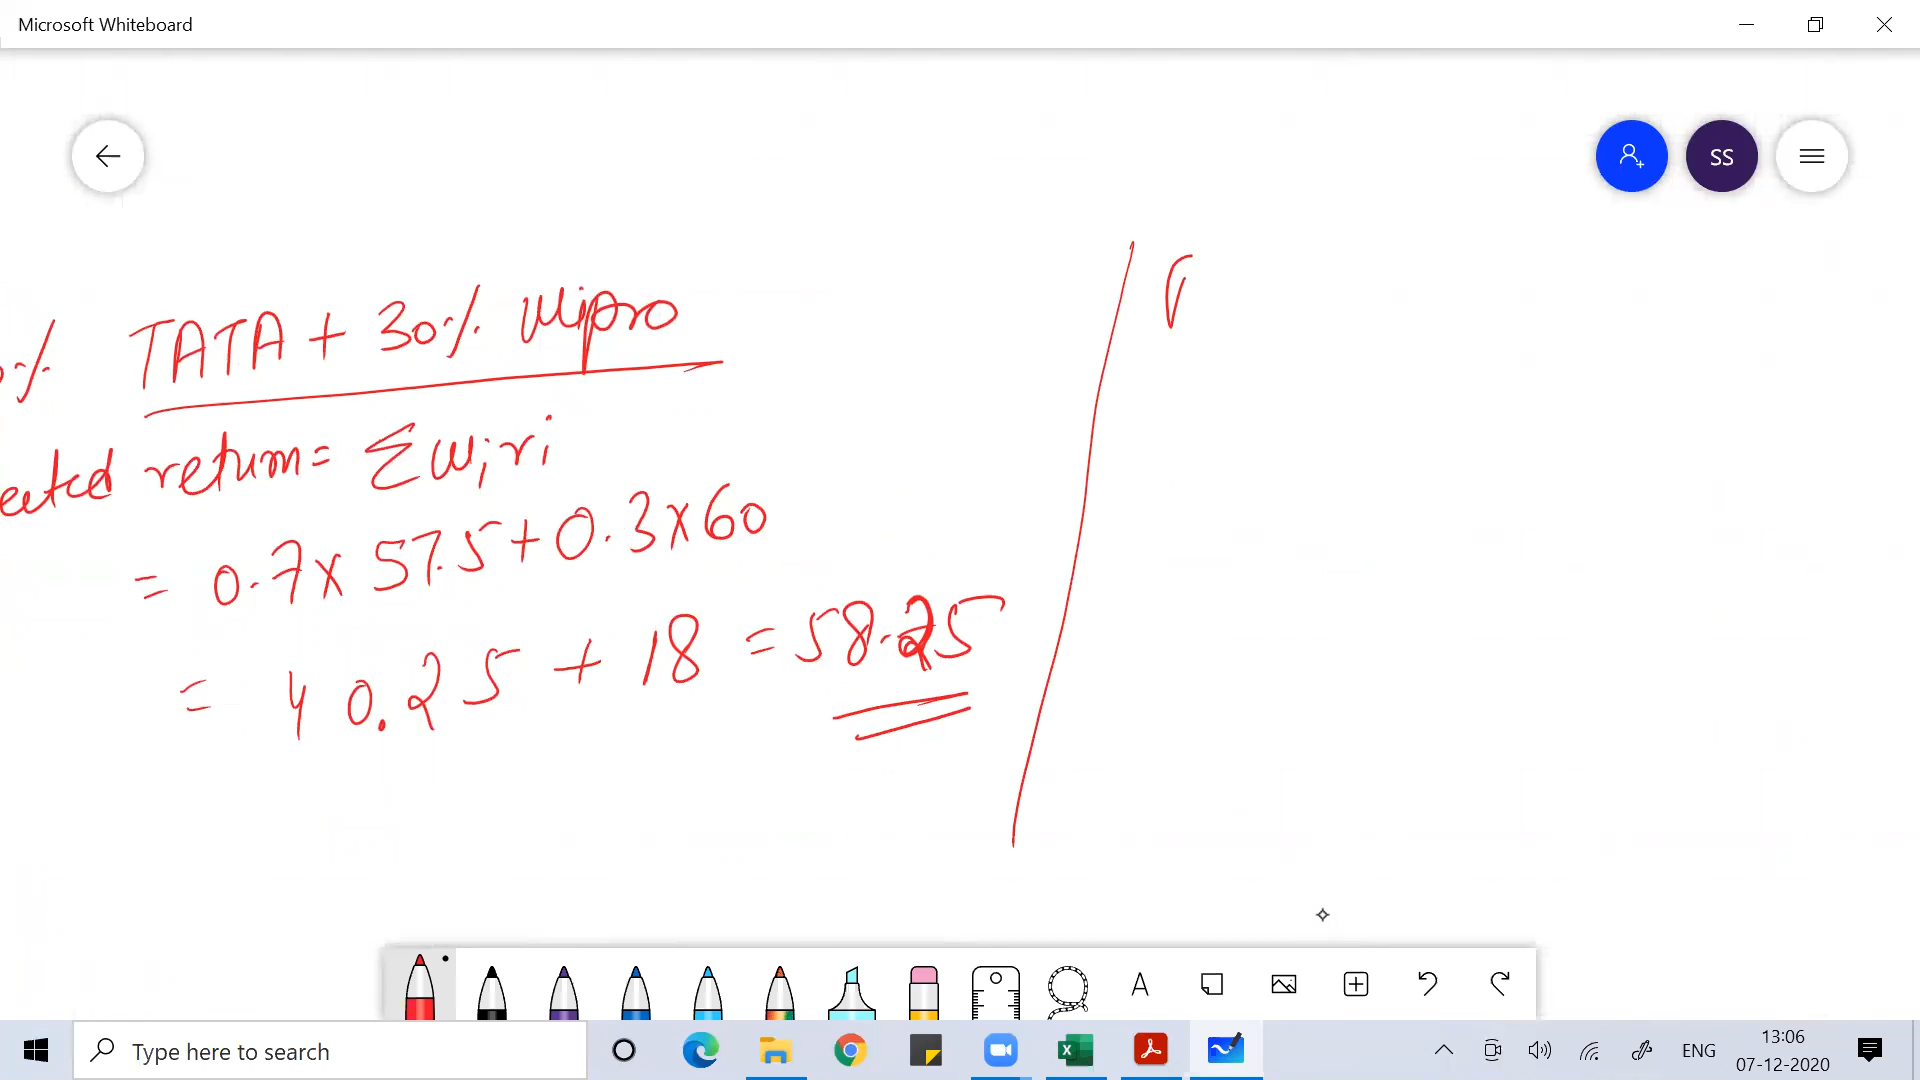 Microsoft Whiteboard
SS
% TATA + 30% Wipro
ected return = Σwiri
= 0.7x 57.5+0.3x60
= 40.25 + 18 = 58.25
A
Type here to search
ENG
13:06
07-12-2020